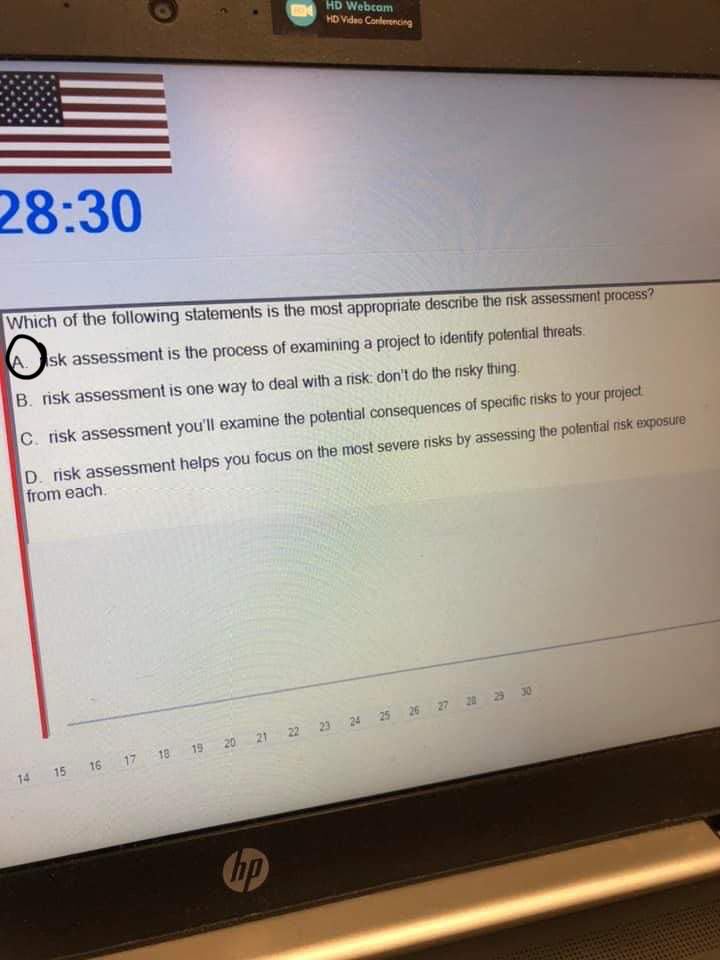 HD Webcam
HD Video Conferencing
28:30
Which of the following statements is the most appropriate describe the risk assessment process?
A. isk assessment is the process of examining a project to identify potential threats.
B. risk assessment is one way to deal with a risk: don't do the risky thing.
C. risk assessment you'll examine the potential consequences of specific risks to your project.
D. risk assessment helps you focus on the most severe risks by assessing the potential risk exposure
from each.
14 15 16 17 18 19 20 21 22 23 24 25 26 27 28 29 30
hp